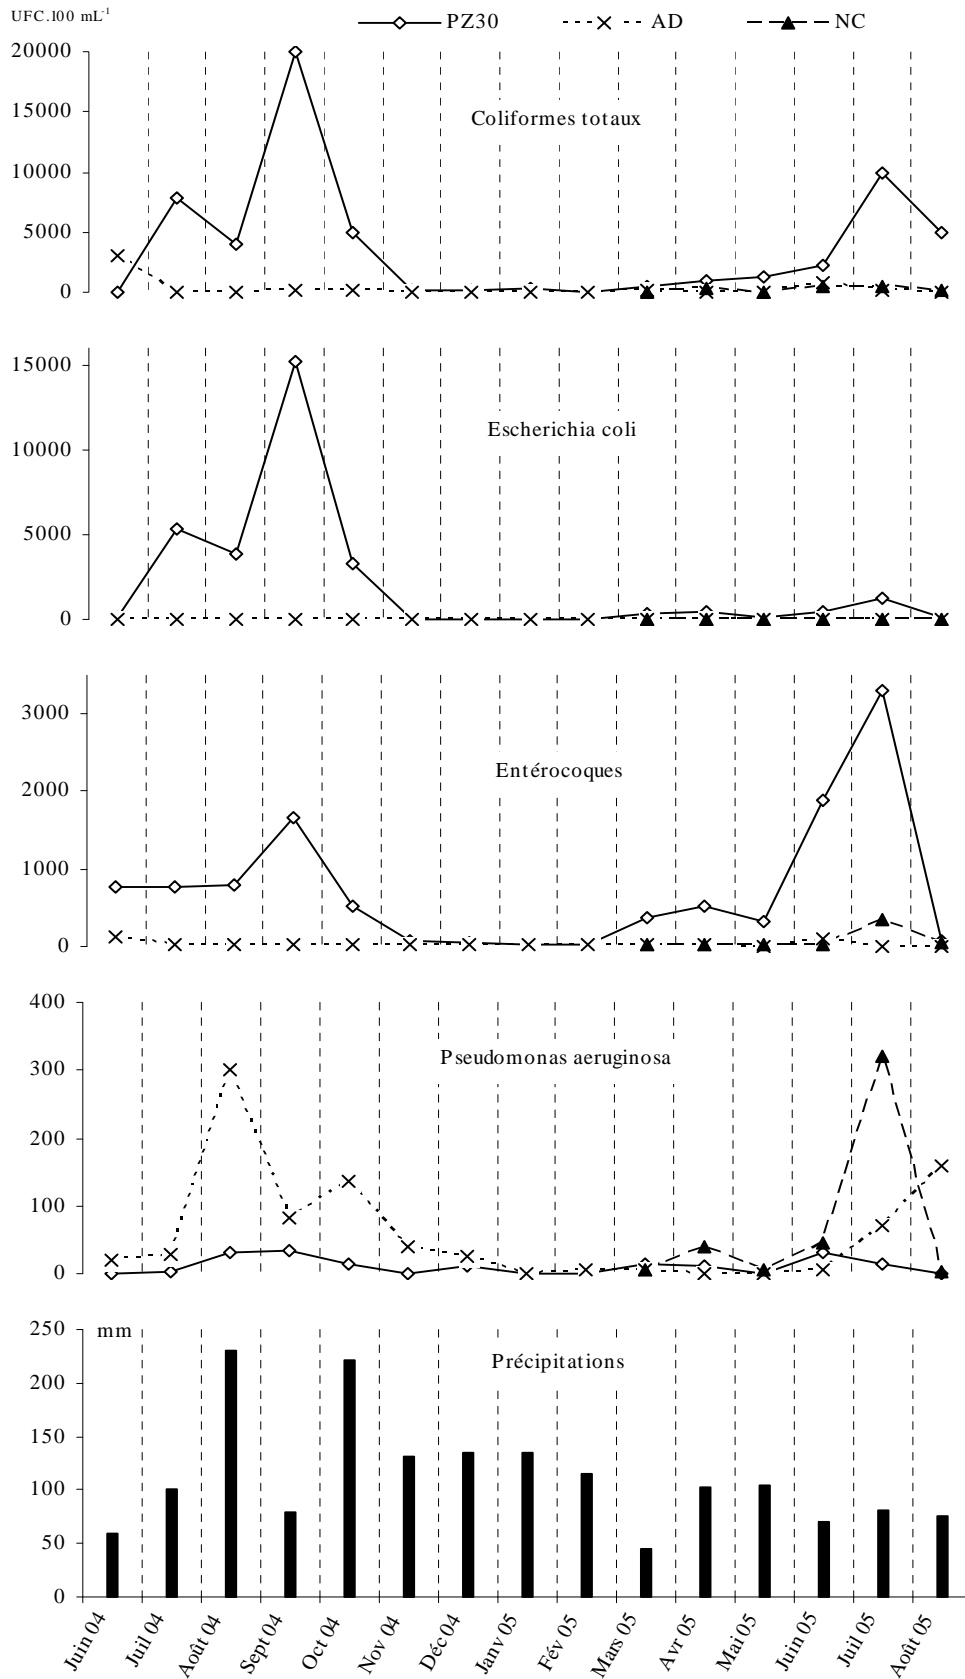 UFC.100 mL-1
PZ30 AD NC
20000
15000
Coliformes totaux
10000
5000
0
15000
Escherichia coli
10000
5000
0
3000
Entérocoques
2000
1000
0
400
Pseudomonas aeruginosa
300
200
100
0
250
mm
Précipitations
200
150
100
50
0
Juin 04 Juil 04 Août 04 Sept 04 Oct 04 Nov 04 Déc 04 Janv 05 Fév 05 Mars 05 Avr 05 Mai 05 Juin 05 Juil 05 Août 05